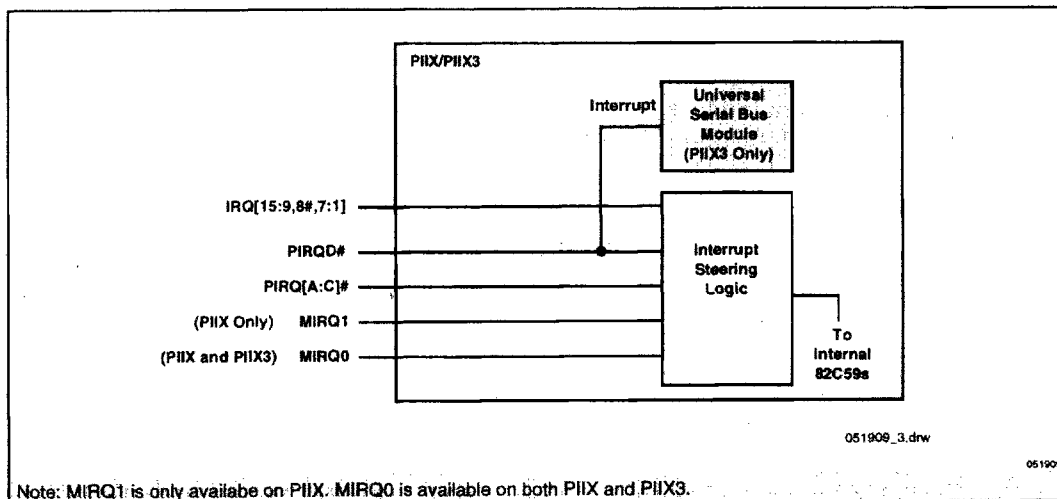 PIIX/PIIX3
Interrupt
Universal
Serial Bus
Module
(PIIX3 Only)
IRQ[15:9,8#,7:1]
PIRQD#
PIRQ[A:C]#
(PIIX Only) MIRQ1
(PIIX and PIIX3) MIRQ0
Interrupt
Steering
Logic
To
Internal
82C59s
051909_3.drw
051909
Note: MIRQ1 is only availabe on PIIX. MIRQ0 is available on both PIIX and PIIX3.